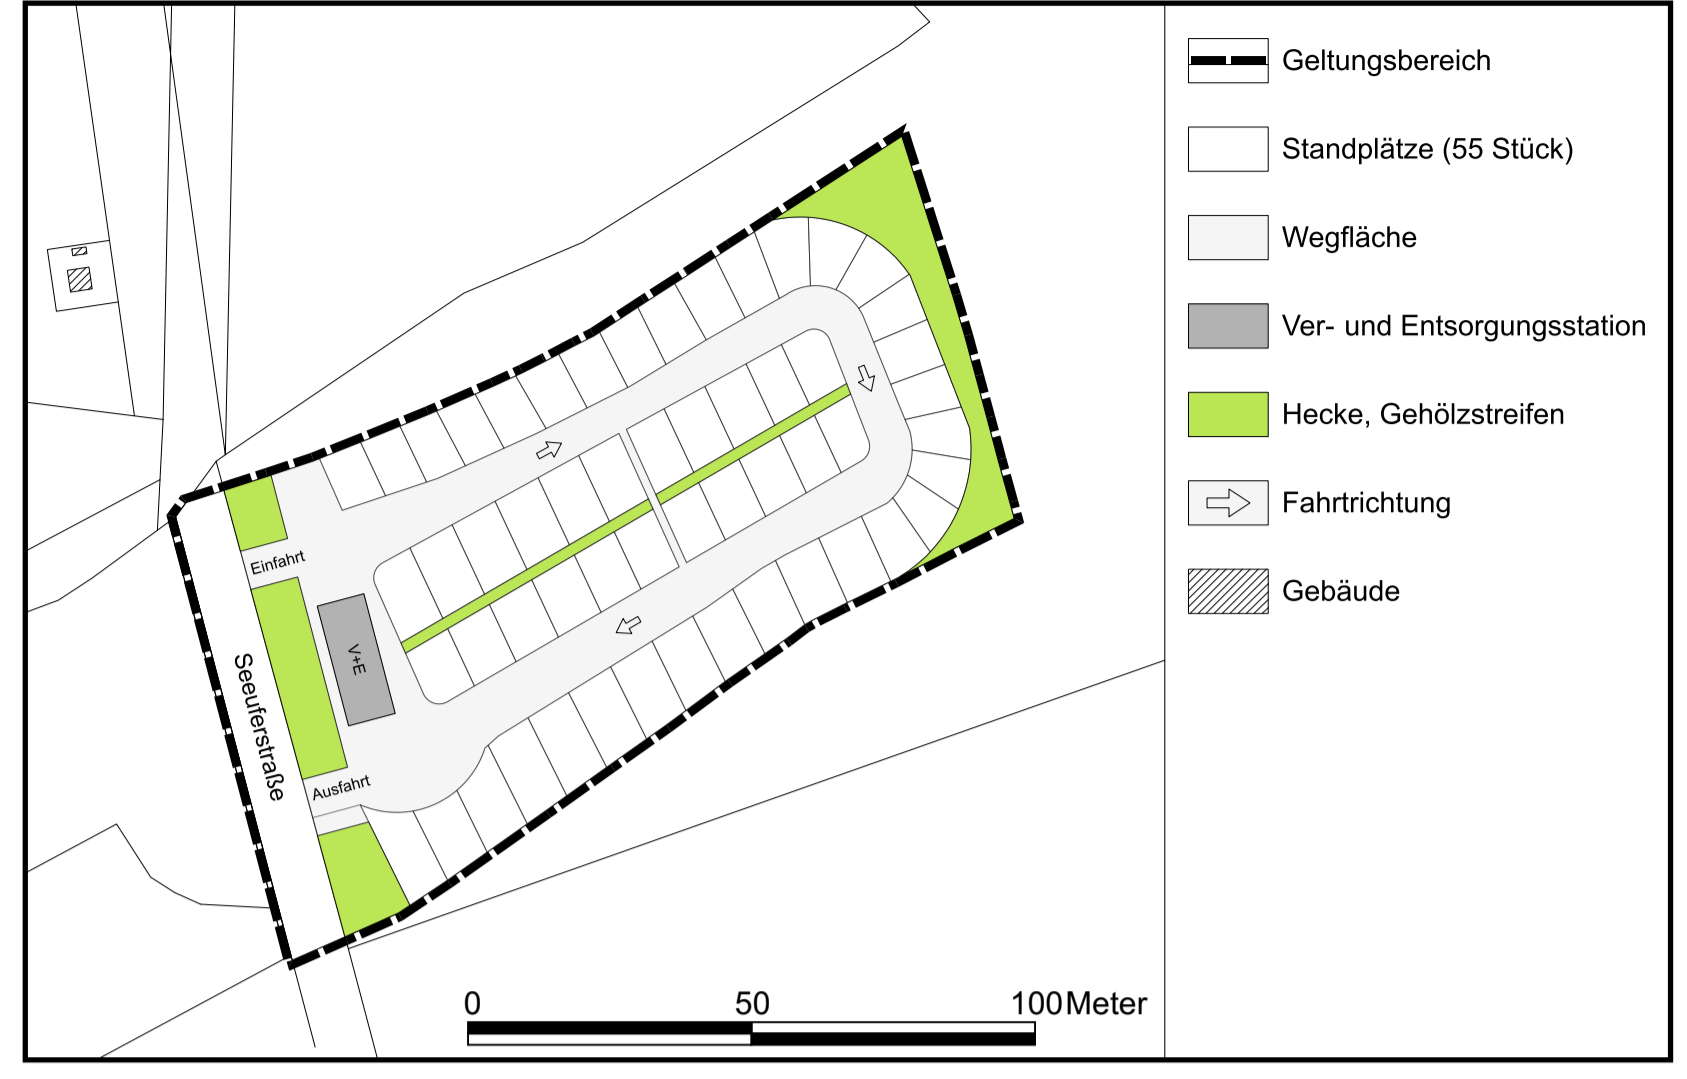 Geltungsbereich
Standplätze (55 Stück)
Wegfläche
Ver- und Entsorgungsstation
Hecke, Gehölzstreifen
Fahrtrichtung
Gebäude
Einfahrt
V+E
Seeuferstraße
Ausfahrt
0 50 100 Meter